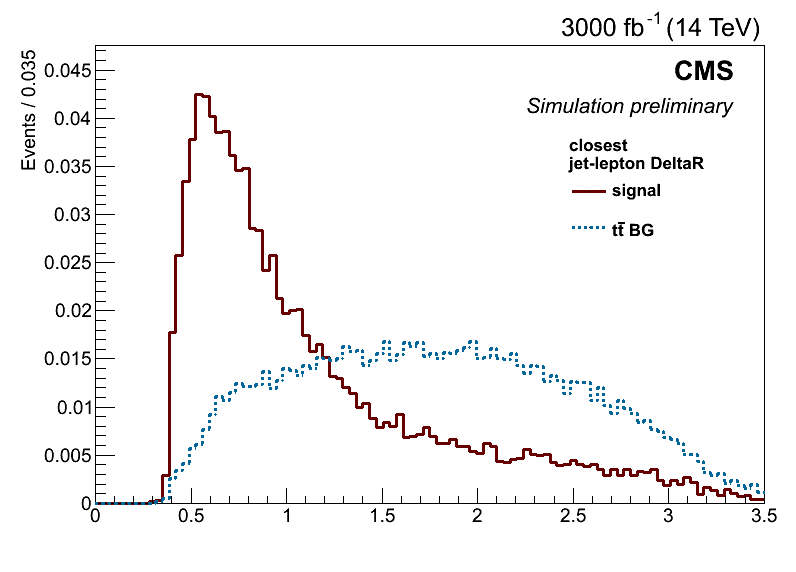 3000 fb⁻¹ (14 TeV)
Events / 0.035
CMS
Simulation preliminary
closest
jet-lepton DeltaR
signal
tt̄ BG
0.045
0.04
0.035
0.03
0.025
0.02
0.015
0.01
0.005
0
0 0.5 1 1.5 2 2.5 3 3.5